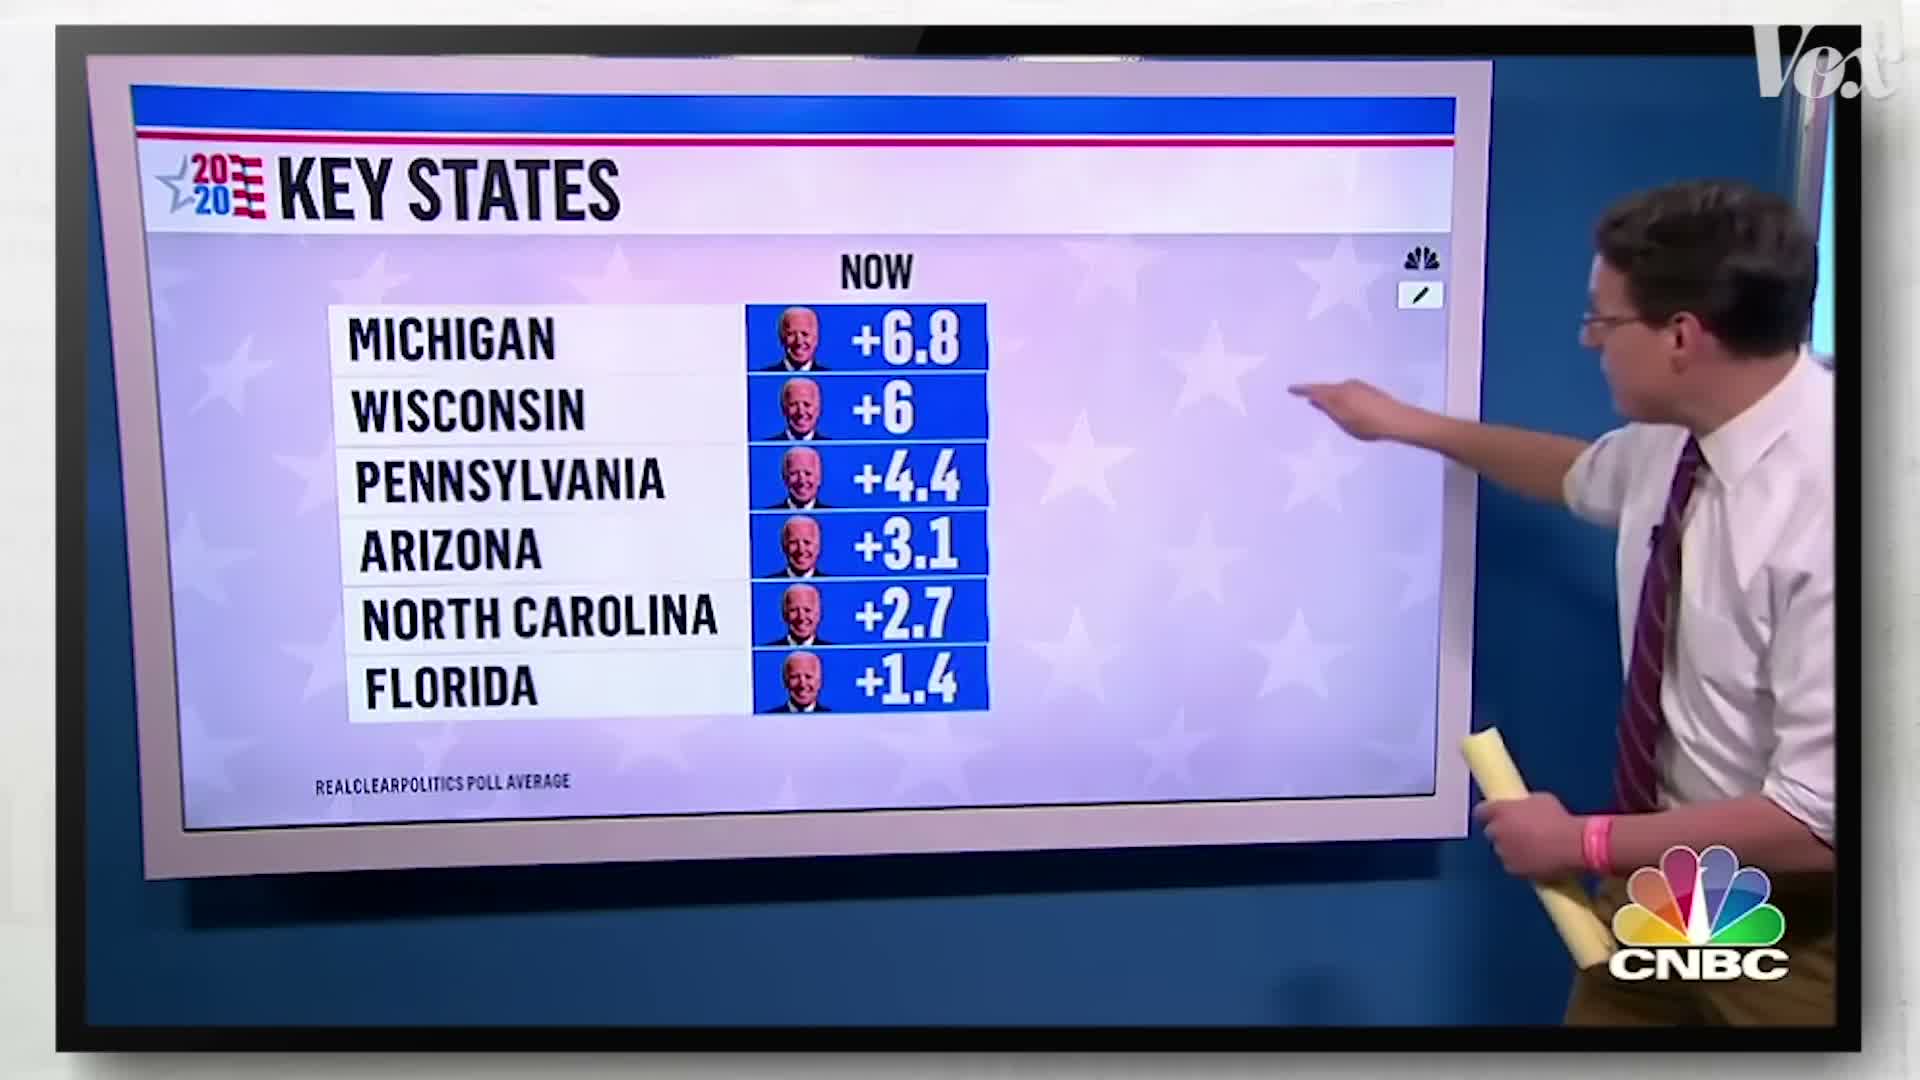 Vox
2020 KEY STATES
NOW
MICHIGAN +6.8
WISCONSIN +6
PENNSYLVANIA +4.4
ARIZONA +3.1
NORTH CAROLINA +2.7
FLORIDA +1.4
REALCLEARPOLITICS POLL AVERAGE
CNBC